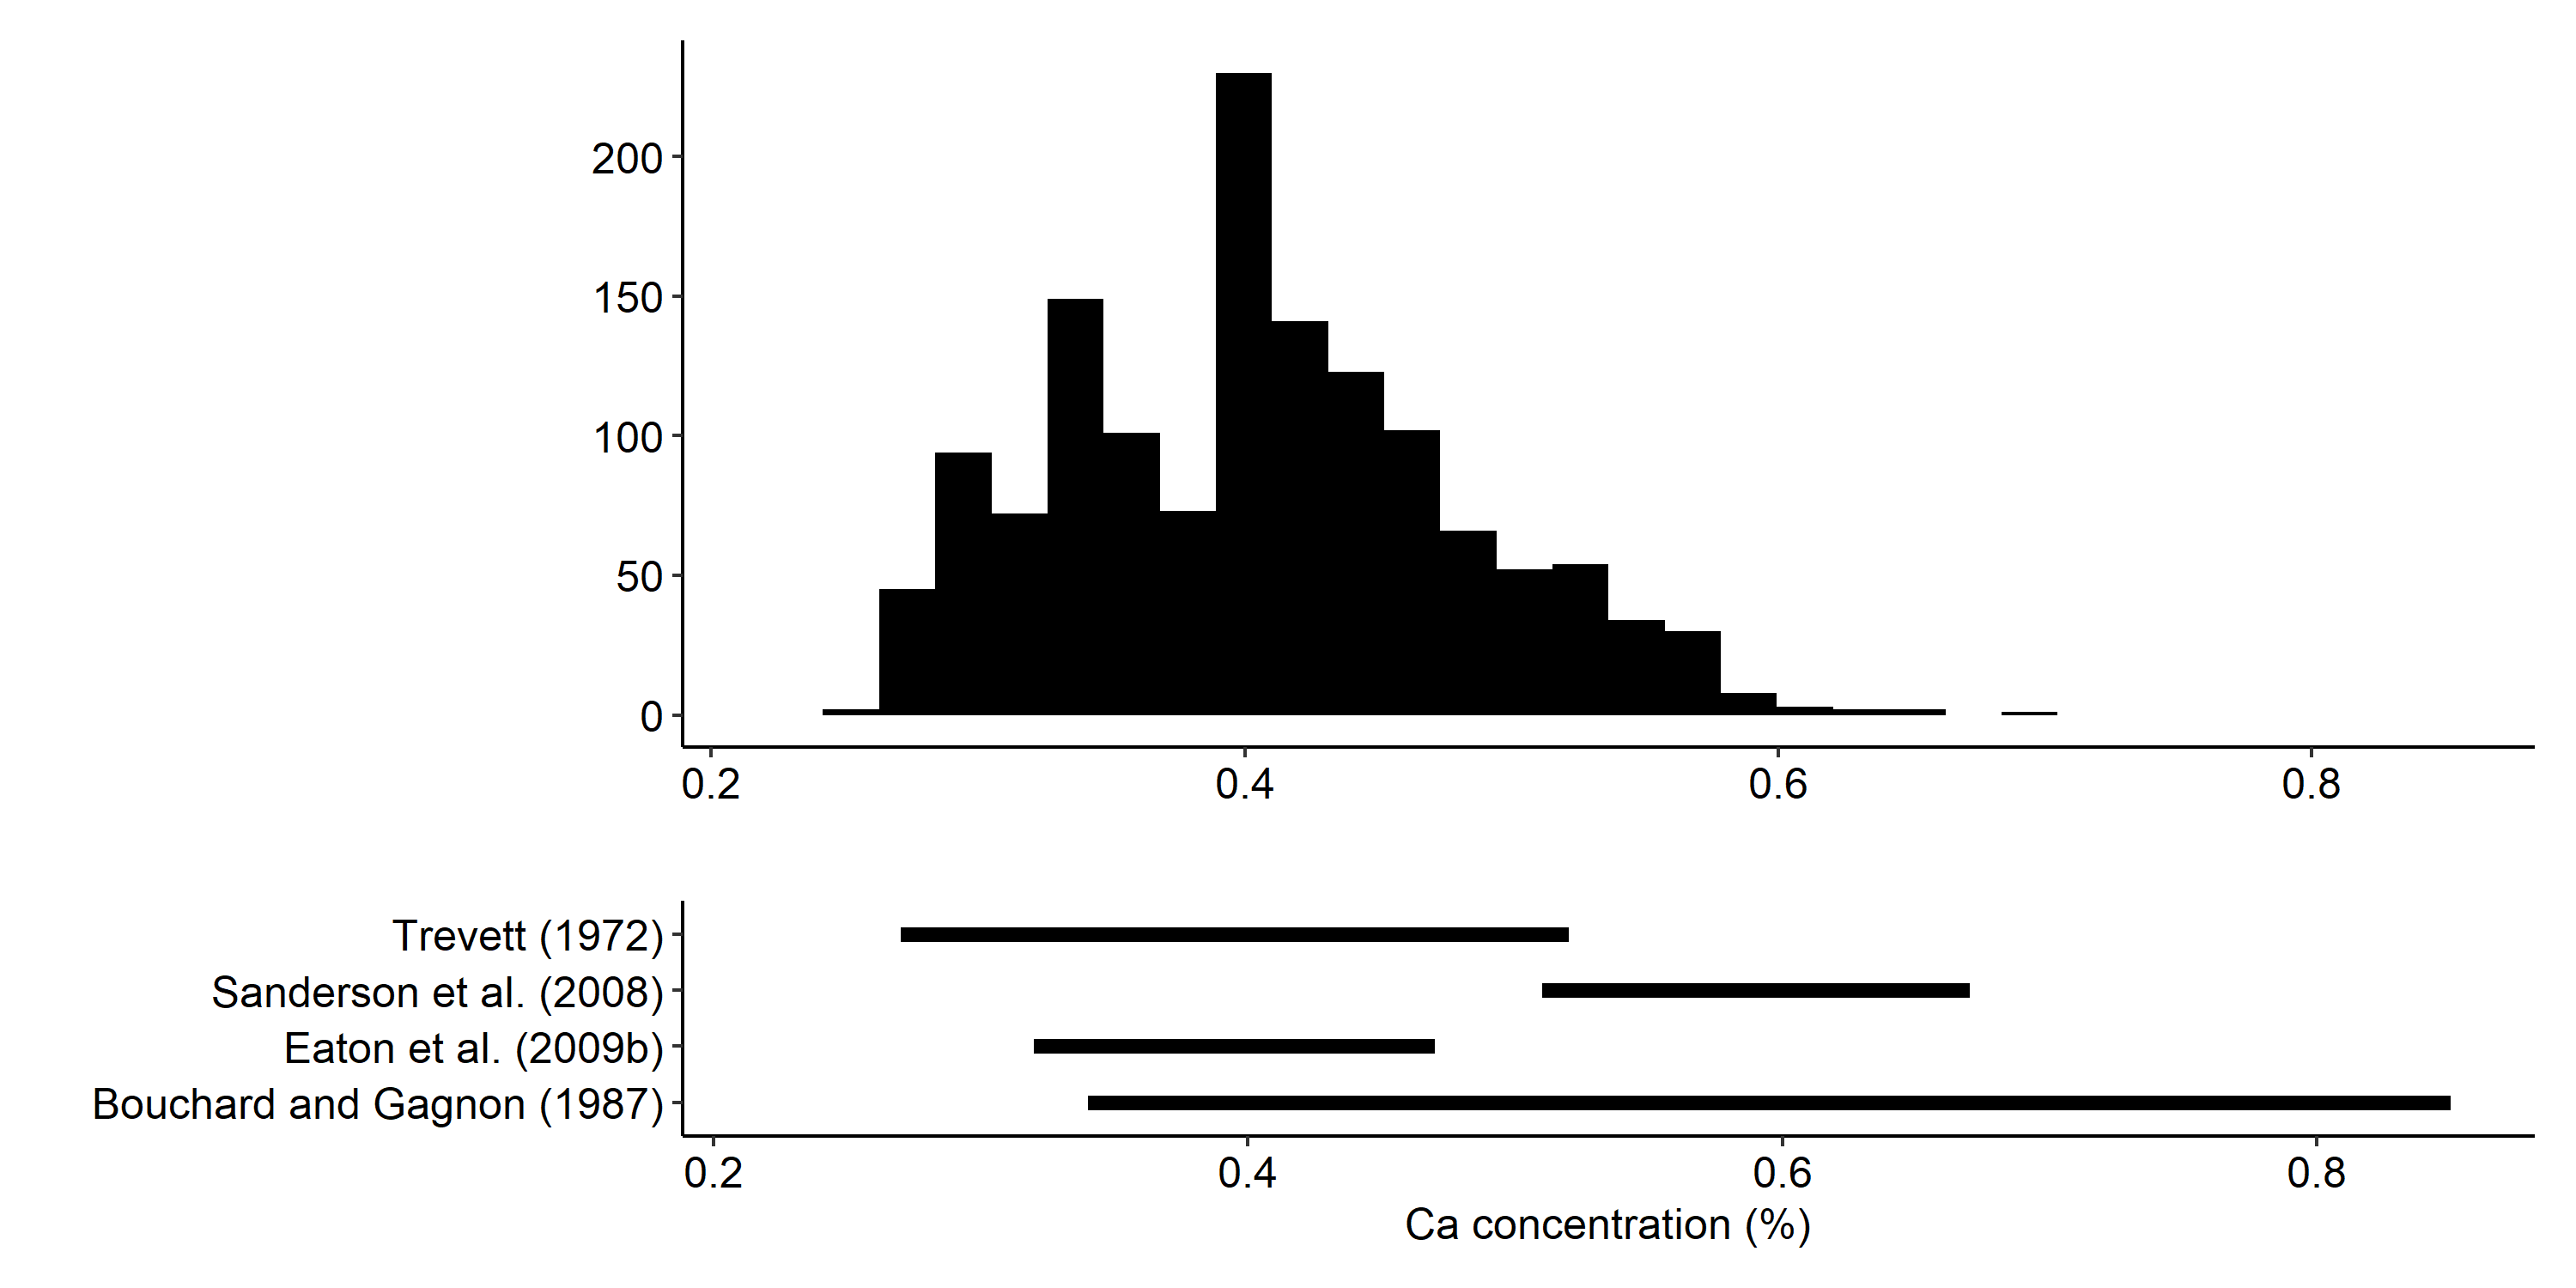 200
150
100
50
0
0.2 0.4 0.6 0.8
Trevett (1972)
Sanderson et al. (2008)
Eaton et al. (2009b)
Bouchard and Gagnon (1987)
0.2 0.4 0.6 0.8
Ca concentration (%)